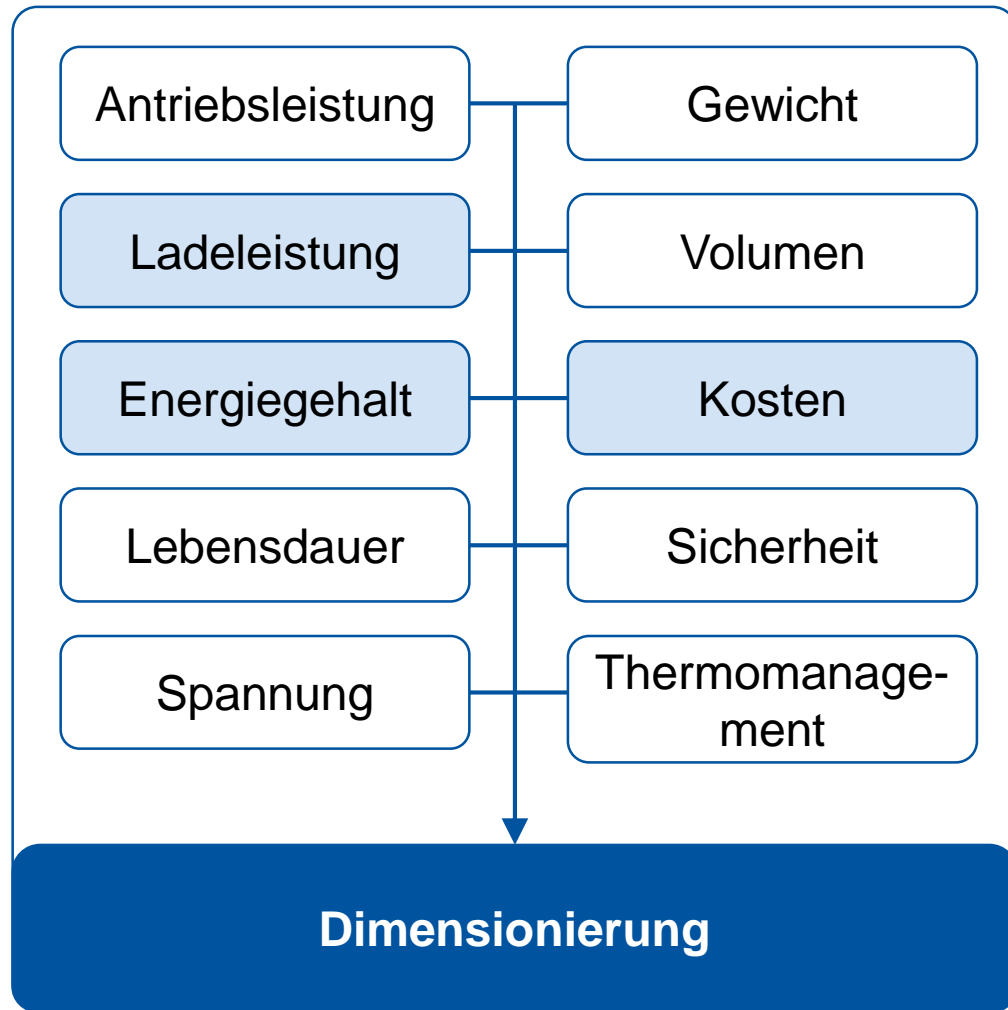 Antriebsleistung
Gewicht
Ladeleistung
Volumen
Energiegehalt
Kosten
Lebensdauer
Sicherheit
Spannung
Thermomanage-
ment
Dimensionierung